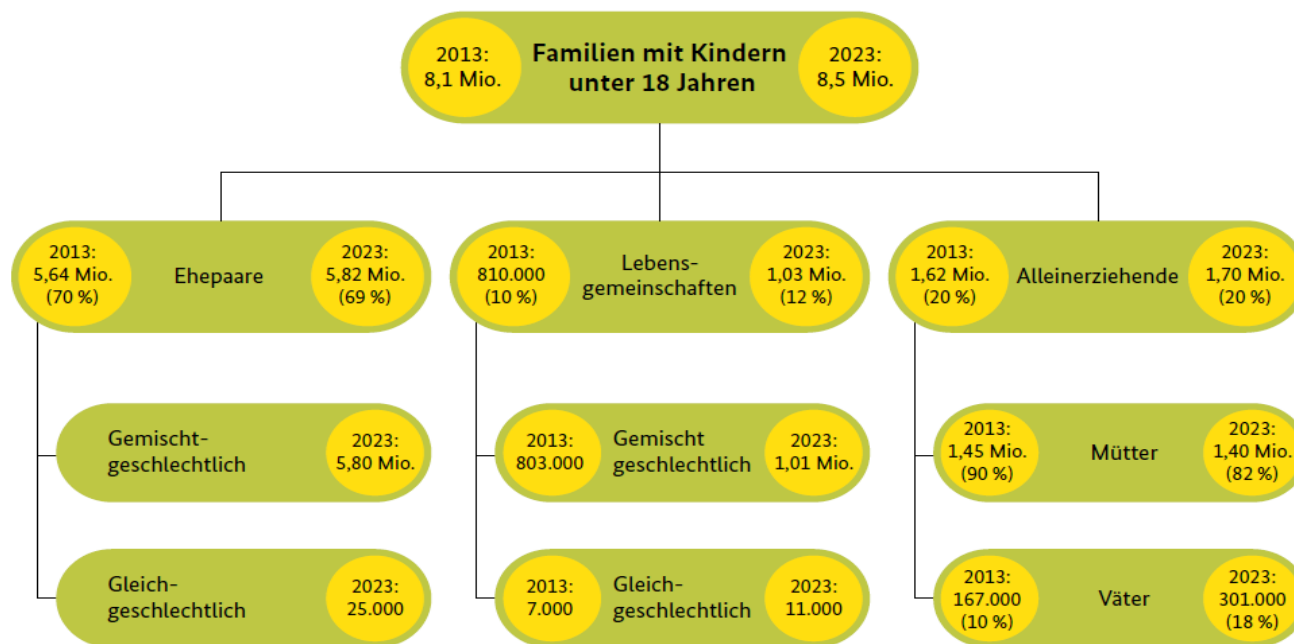 2013:
8,1 Mio.
Familien mit Kindern
unter 18 Jahren
2023:
8,5 Mio.
2013:
5,64 Mio.
(70 %)
Ehepaare
2023:
5,82 Mio.
(69 %)
2013:
810.000
(10 %)
Lebens-
gemeinschaften
2023:
1,03 Mio.
(12 %)
2013:
1,62 Mio.
(20 %)
Alleinerziehende
2023:
1,70 Mio.
(20 %)
Gemischt-
geschlechtlich
2023:
5,80 Mio.
2013:
803.000
Gemischt
geschlechtlich
2023:
1,01 Mio.
2013:
1,45 Mio.
(90 %)
Mütter
2023:
1,40 Mio.
(82 %)
Gleich-
geschlechtlich
2023:
25.000
2013:
7.000
Gleich-
geschlechtlich
2023:
11.000
2013:
167.000
(10 %)
Väter
2023:
301.000
(18 %)